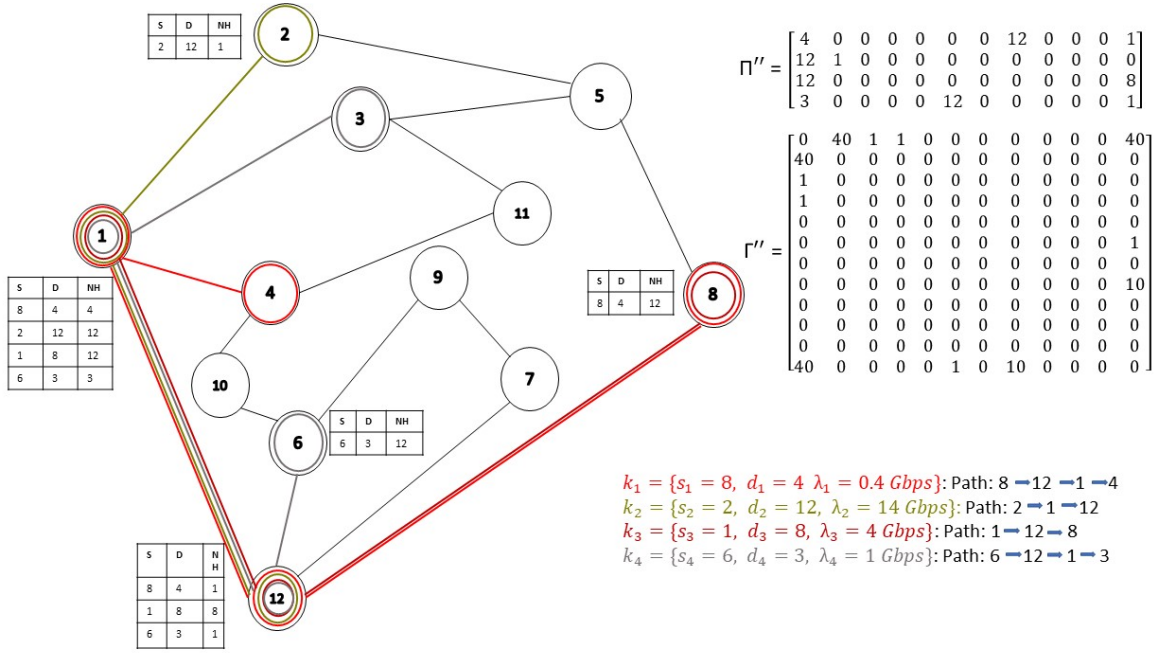 S D NH
2 12 1
2
5
3
11
1
9
4
8
S D NH
8 4 12
S D NH
8 4 4
2 12 12
1 8 12
6 3 3
10
7
6
S D NH
6 3 12
S D NH
8 4 1
1 8 8
6 3 1
12
Π′′ =
4 0 0 0 0 0 0 12 0 0 0 1
12 1 0 0 0 0 0 0 0 0 0 0
12 0 0 0 0 0 0 0 0 0 0 8
3 0 0 0 0 12 0 0 0 0 0 1
Γ′′ =
0 40 1 1 0 0 0 0 0 0 0 40
40 0 0 0 0 0 0 0 0 0 0 0
1 0 0 0 0 0 0 0 0 0 0 0
1 0 0 0 0 0 0 0 0 0 0 0
0 0 0 0 0 0 0 0 0 0 0 0
0 0 0 0 0 0 0 0 0 0 0 1
0 0 0 0 0 0 0 0 0 0 0 0
0 0 0 0 0 0 0 0 0 0 0 10
0 0 0 0 0 0 0 0 0 0 0 0
0 0 0 0 0 0 0 0 0 0 0 0
0 0 0 0 0 0 0 0 0 0 0 0
40 0 0 0 0 1 0 10 0 0 0 0
k₁ = {s₁ = 8, d₁ = 4 λ₁ = 0.4 Gbps}: Path: 8 → 12 → 1 → 4
k₂ = {s₂ = 2, d₂ = 12, λ₂ = 14 Gbps}: Path: 2 → 1 → 12
k₃ = {s₃ = 1, d₃ = 8, λ₃ = 4 Gbps}: Path: 1 → 12 → 8
k₄ = {s₄ = 6, d₄ = 3, λ₄ = 1 Gbps}: Path: 6 → 12 → 1 → 3